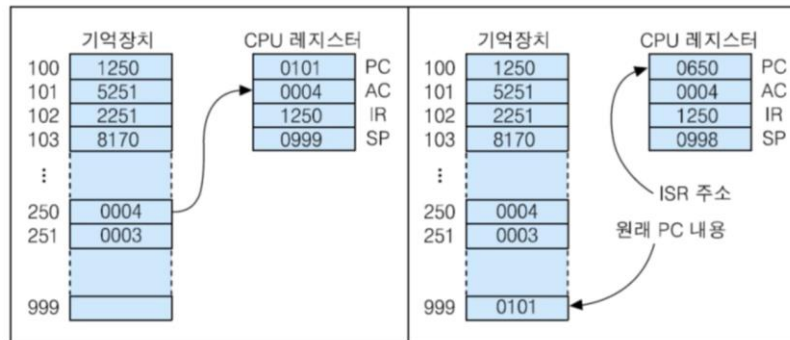 기억장치 CPU 레지스터
100 1250 0101 PC
101 5251 0004 AC
102 2251 1250 IR
103 8170 0999 SP
⋮
250 0004
251 0003
999
기억장치 CPU 레지스터
100 1250 0650 PC
101 5251 0004 AC
102 2251 1250 IR
103 8170 0998 SP
⋮
ISR 주소
250 0004
원래 PC 내용
251 0003
999 0101